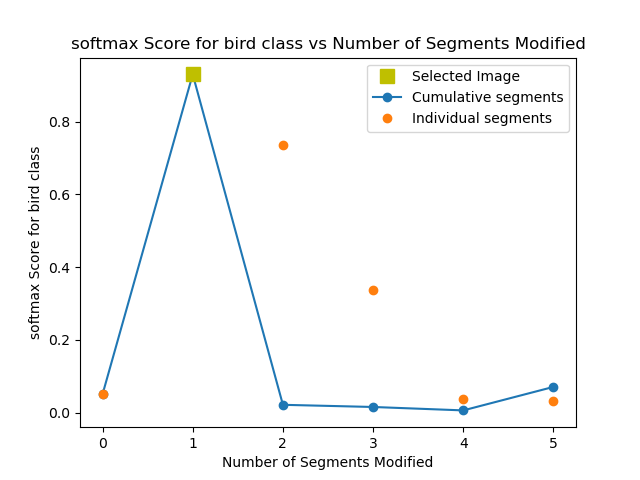 softmax Score for bird class vs Number of Segments Modified
Selected Image
Cumulative segments
Individual segments
softmax Score for bird class
0.8
0.6
0.4
0.2
0.0
0 1 2 3 4 5
Number of Segments Modified